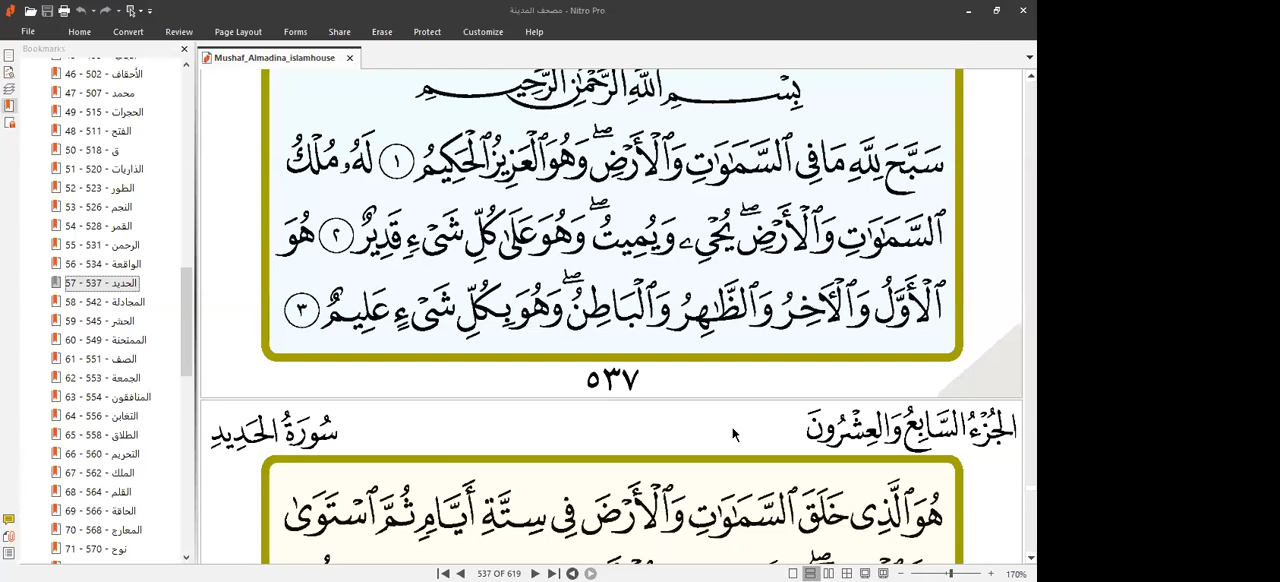 مصحف المدينة - Nitro Pro
File Home Convert Review Page Layout Forms Share Erase Protect Customize Help
Bookmarks
Mushaf_Almadina_islamhouse
46 - 502 - الأحقاف
47 - 507 - محمد
49 - 515 - الحجرات
48 - 511 - الفتح
50 - 518 - ق
51 - 520 - الذاريات
52 - 523 - الطور
53 - 526 - النجم
54 - 528 - القمر
55 - 531 - الرحمن
56 - 534 - الواقعة
57 - 537 - الحديد
58 - 542 - المجادلة
59 - 545 - الحشر
60 - 549 - الممتحنة
61 - 551 - الصف
62 - 553 - الجمعة
63 - 554 - المنافقون
64 - 556 - التغابن
65 - 558 - الطلاق
66 - 560 - التحريم
67 - 562 - الملك
68 - 564 - القلم
69 - 566 - الحاقة
70 - 568 - المعارج
71 - 570 - نوح
بِسْمِ ٱللَّهِ ٱلرَّحْمَٰنِ ٱلرَّحِيمِ
سَبَّحَ لِلَّهِ مَا فِى ٱلسَّمَٰوَٰتِ وَٱلْأَرْضِۖ وَهُوَ ٱلْعَزِيزُ ٱلْحَكِيمُ ١ لَهُۥ مُلْكُ
ٱلسَّمَٰوَٰتِ وَٱلْأَرْضِۖ يُحْىِۦ وَيُمِيتُۖ وَهُوَ عَلَىٰ كُلِّ شَىْءٍ قَدِيرٌ ٢ هُوَ
ٱلْأَوَّلُ وَٱلْءَاخِرُ وَٱلظَّٰهِرُ وَٱلْبَاطِنُۖ وَهُوَ بِكُلِّ شَىْءٍ عَلِيمٌ ٣
٥٣٧
الجُزْءُ السَّابِعُ وَالعِشْرُونَ
سُورَةُ الحَدِيدِ
هُوَ ٱلَّذِى خَلَقَ ٱلسَّمَٰوَٰتِ وَٱلْأَرْضَ فِى سِتَّةِ أَيَّامٍ ثُمَّ ٱسْتَوَىٰ
537 OF 619
170%